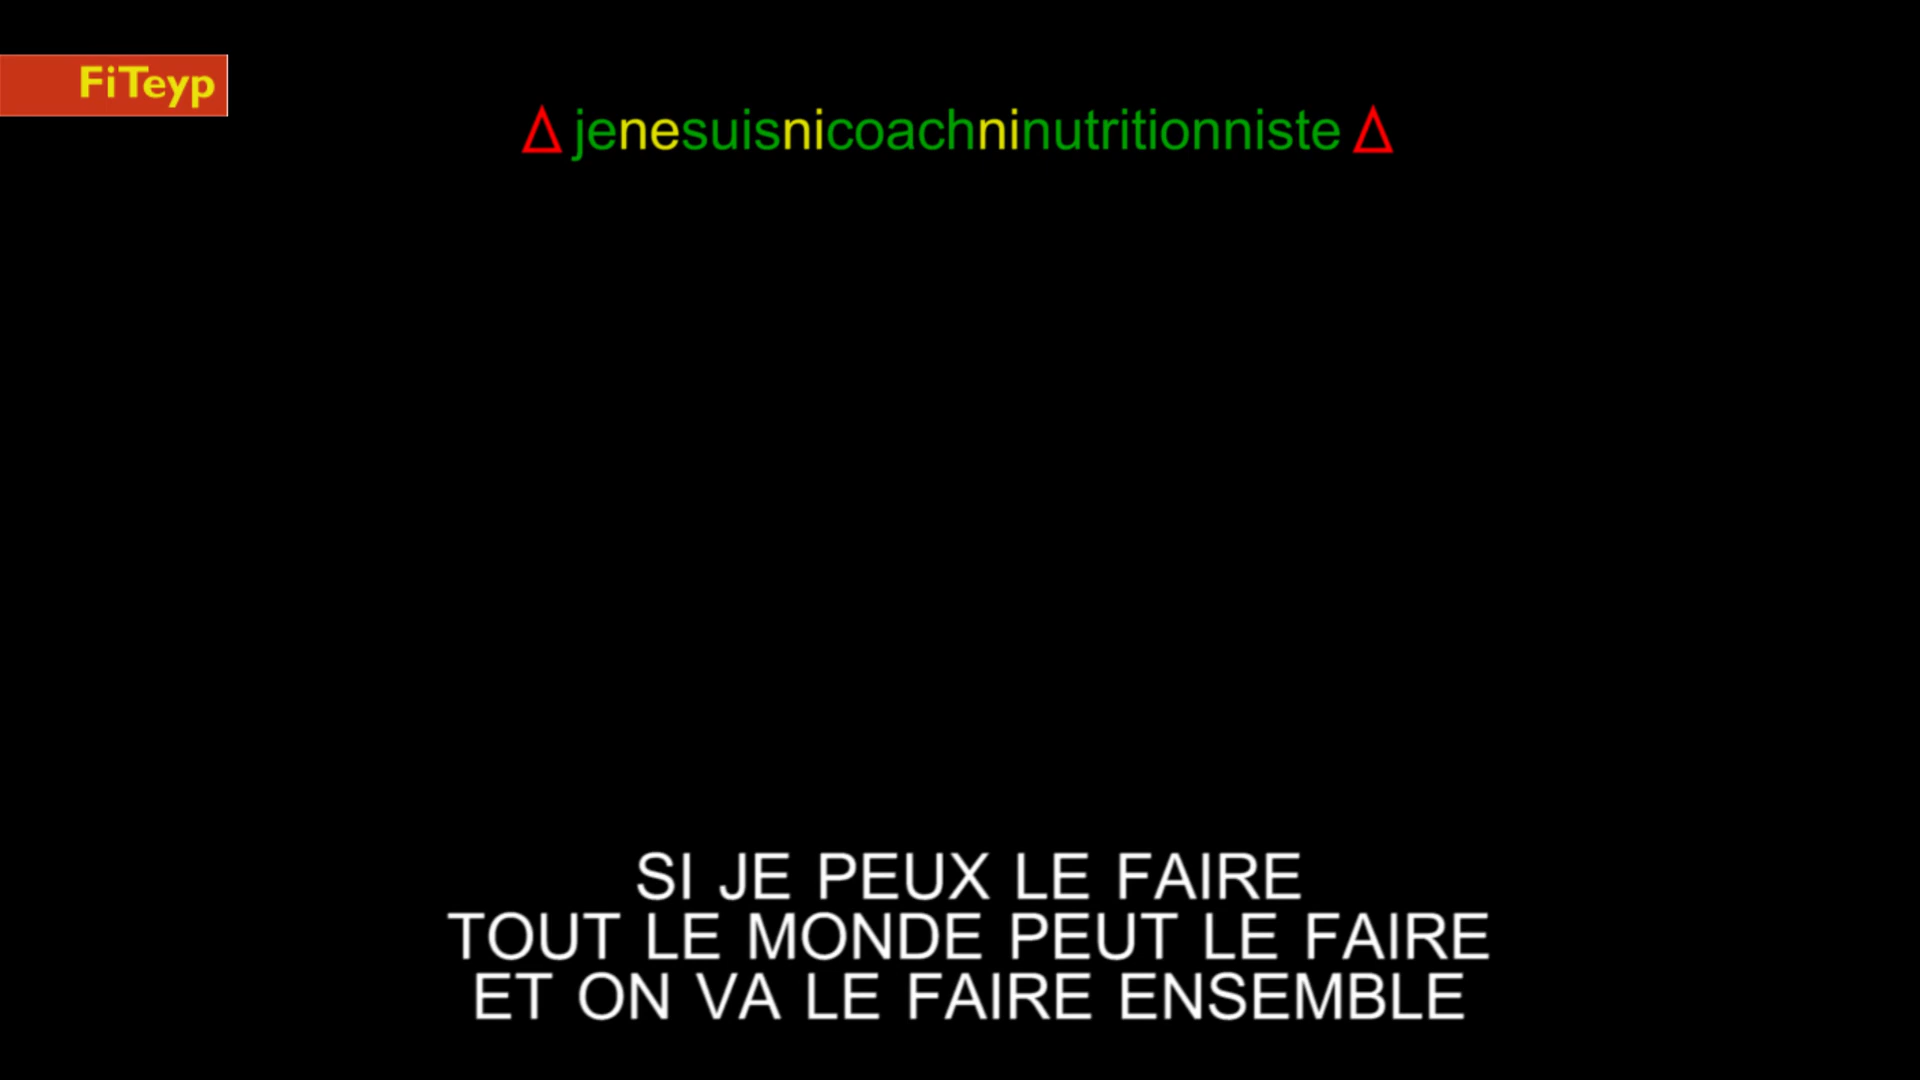 FiTeyp
Δ jenesuisnicoachninutritionniste Δ
SI JE PEUX LE FAIRE
TOUT LE MONDE PEUT LE FAIRE
ET ON VA LE FAIRE ENSEMBLE